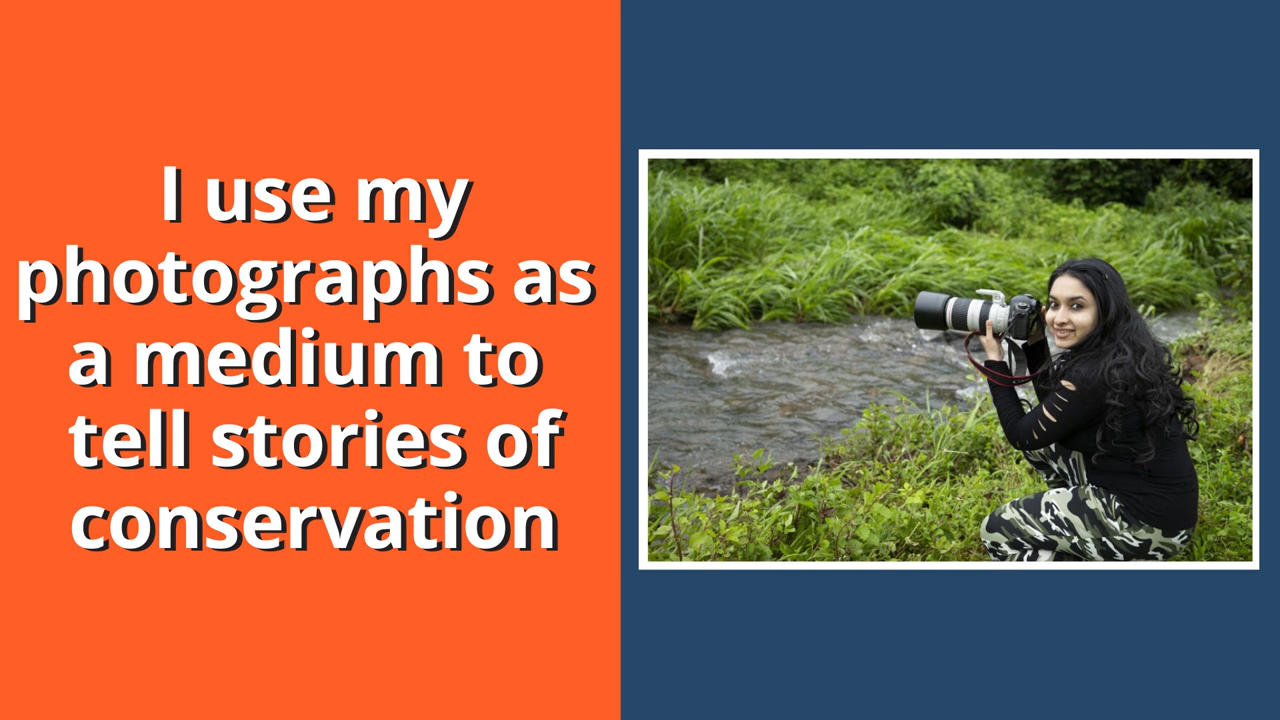 I use my
photographs as
a medium to
tell stories of
conservation